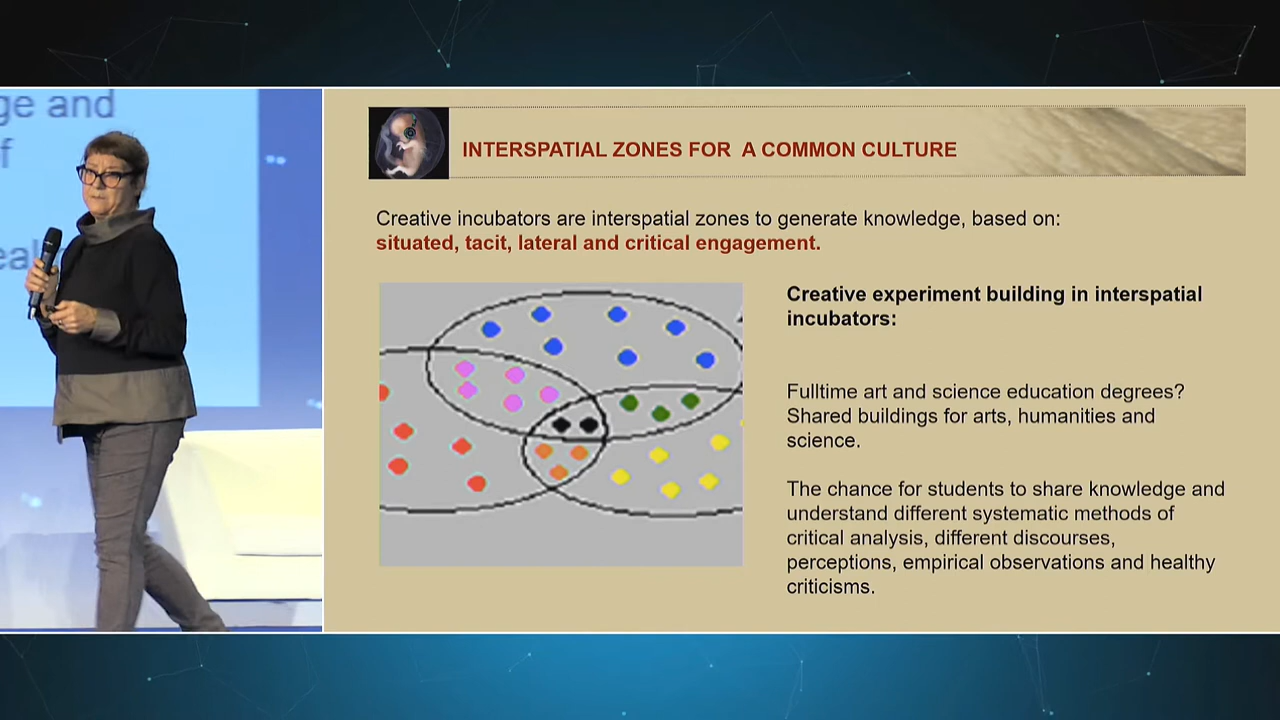 ge and
f
INTERSPATIAL ZONES FOR A COMMON CULTURE
Creative incubators are interspatial zones to generate knowledge, based on:
situated, tacit, lateral and critical engagement.
Creative experiment building in interspatial
incubators:
Fulltime art and science education degrees?
Shared buildings for arts, humanities and
science.
The chance for students to share knowledge and
understand different systematic methods of
critical analysis, different discourses,
perceptions, empirical observations and healthy
criticisms.